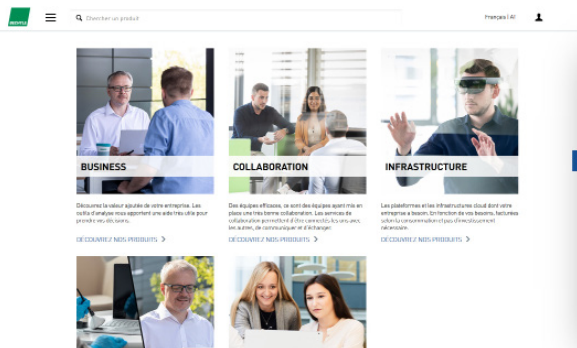 BECHTLE
Chercher un produit
Français | AT
BUSINESS
COLLABORATION
INFRASTRUCTURE
Découvrez la valeur ajoutée de votre entreprise. Les
outils d'analyse vous apportent une aide très utile pour
prendre vos décisions.
DÉCOUVREZ NOS PRODUITS
Des équipes efficaces, ce sont des équipes ayant mis en
place une très bonne collaboration. Les services de
collaboration permettent d'être connectés les uns avec
les autres, de communiquer et d'échanger.
DÉCOUVREZ NOS PRODUITS
Les plateformes et les infrastructures cloud dont votre
entreprise a besoin. En fonction de vos besoins, facturées
selon la consommation et pas d'investissement
nécessaire.
DÉCOUVREZ NOS PRODUITS